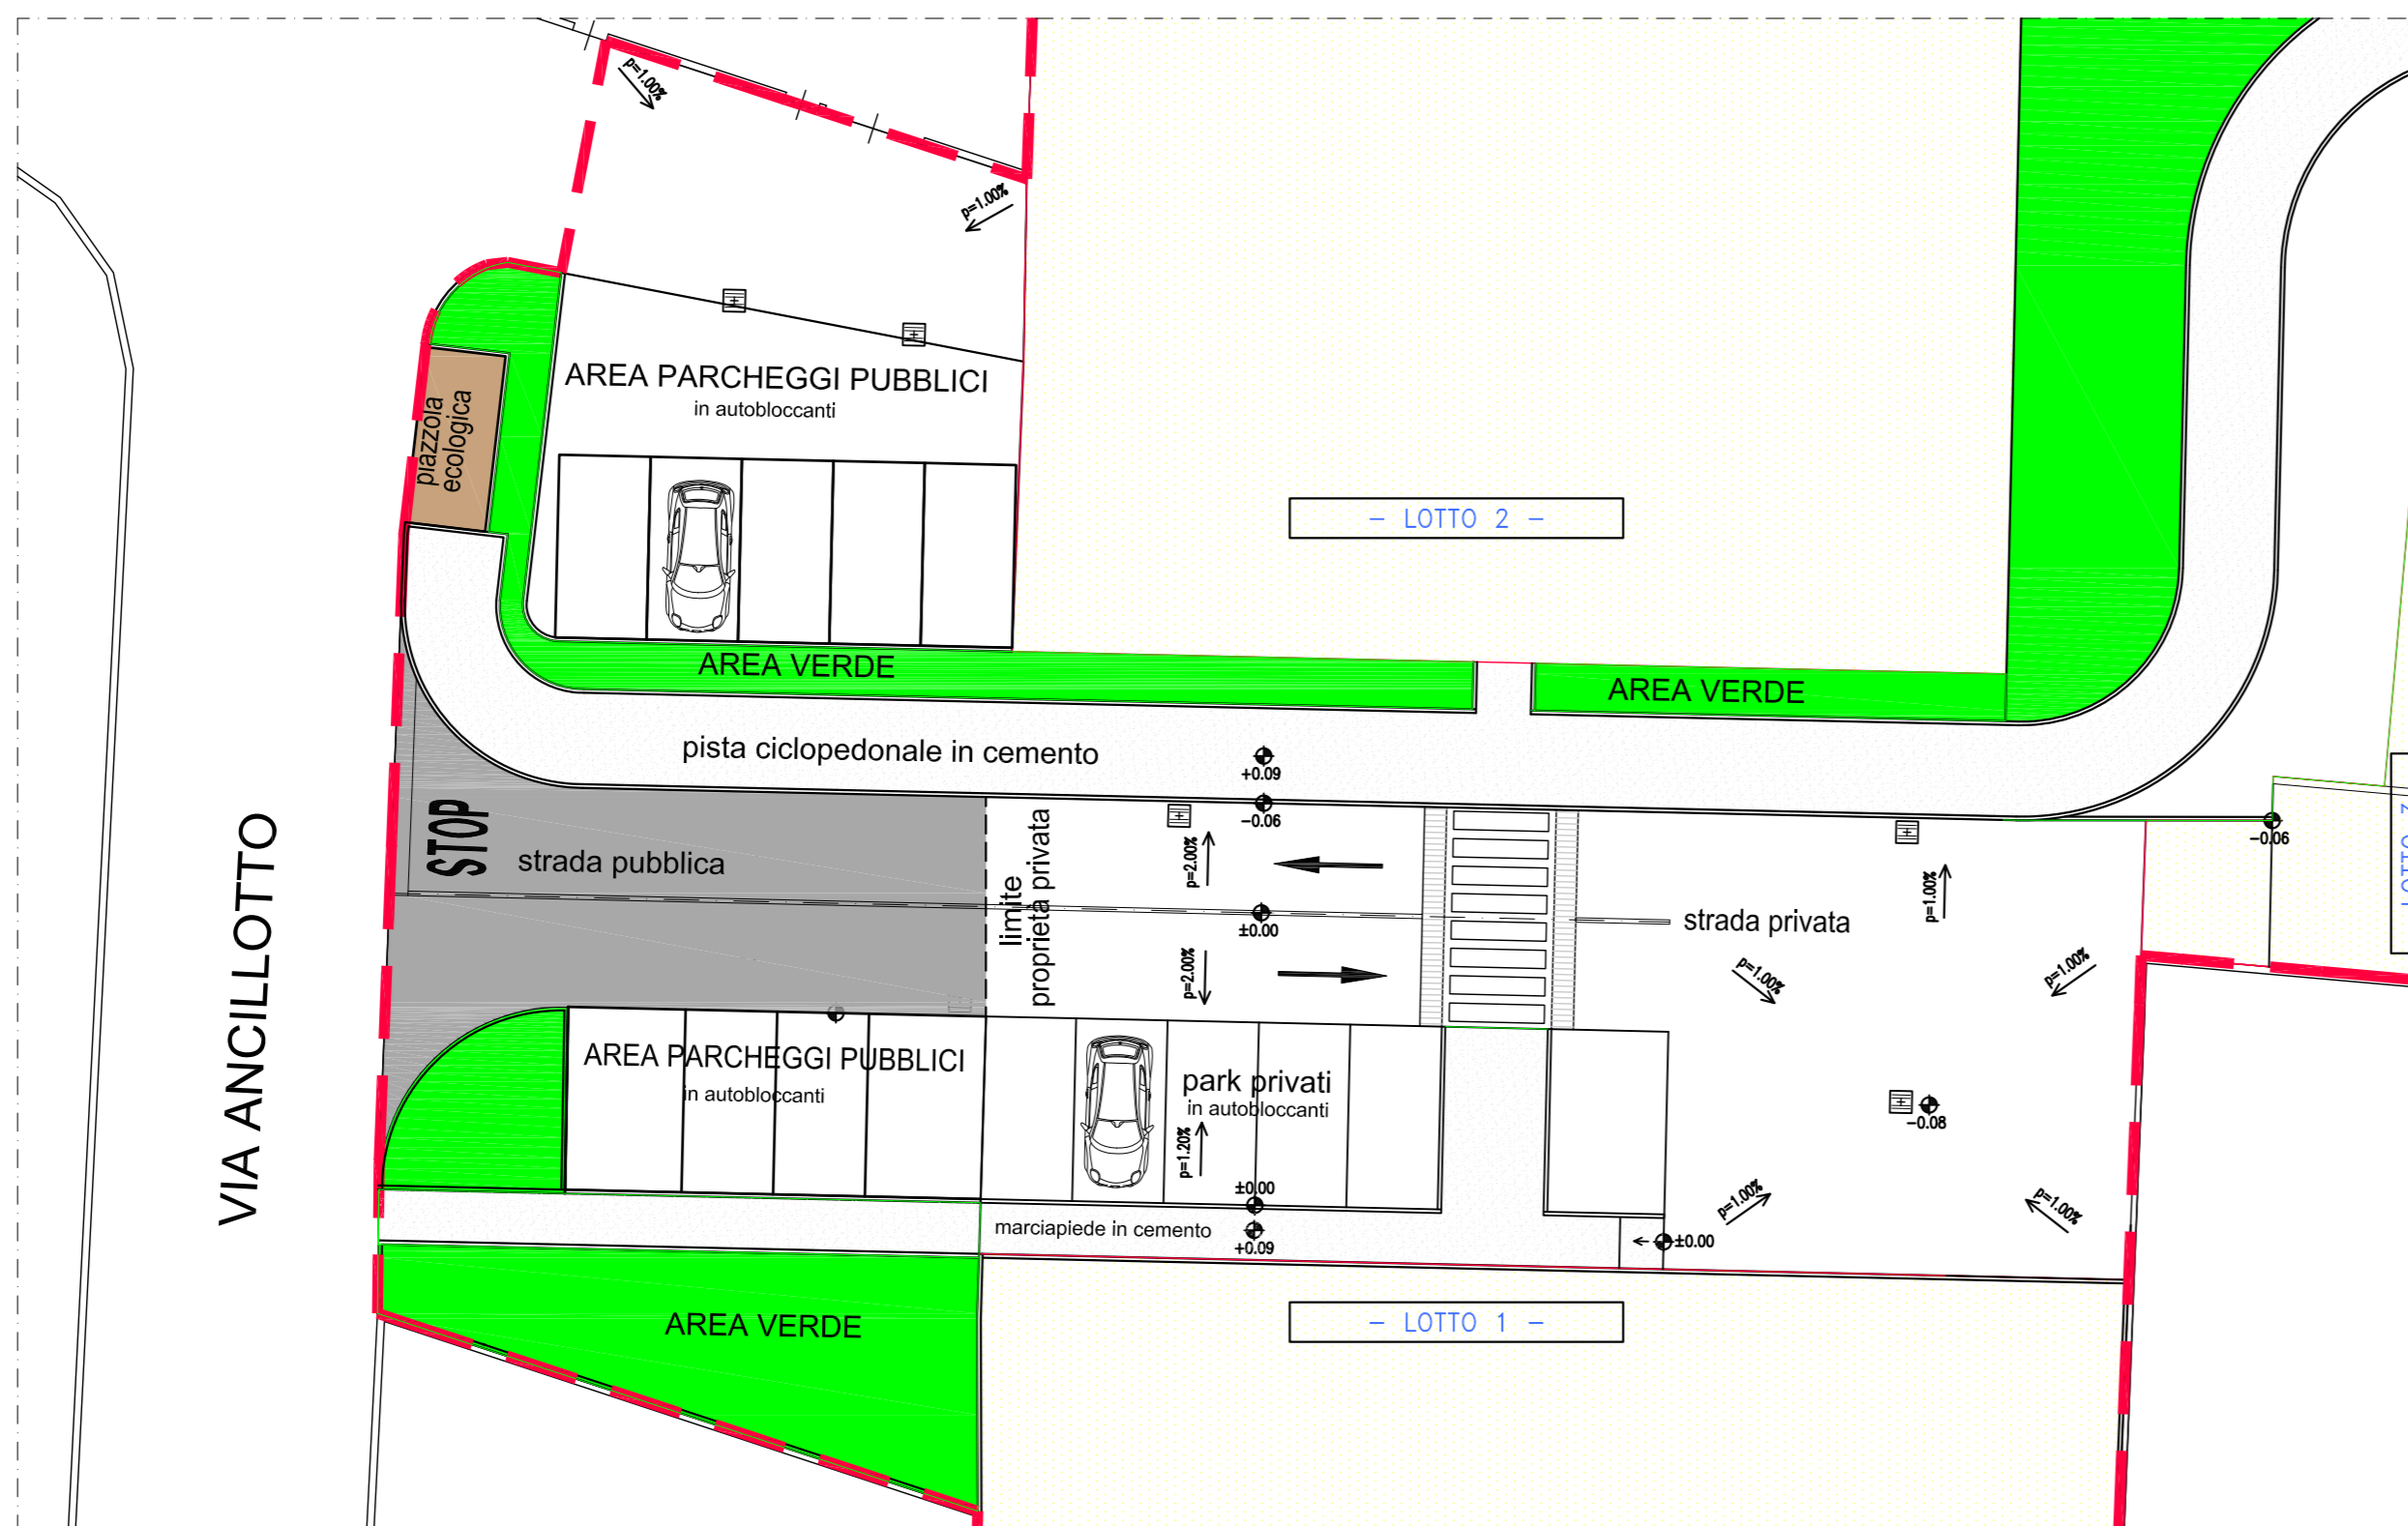 p=1.00%
p=1.00%
AREA PARCHEGGI PUBBLICI
in autobloccanti
piazzola
ecologica
- LOTTO 2 -
AREA VERDE
AREA VERDE
pista ciclopedonale in cemento
+0.09
-0.06
-0.06
STOP
strada pubblica
limite
proprieta privata
p=2.00%
±0.00
p=2.00%
strada privata
p=1.00%
p=1.00%
p=1.00%
VIA ANCILLOTTO
AREA PARCHEGGI PUBBLICI
in autobloccanti
park privati
in autobloccanti
p=1.20%
-0.08
±0.00
marciapiede in cemento
+0.09
±0.00
p=1.00%
p=1.00%
AREA VERDE
- LOTTO 1 -